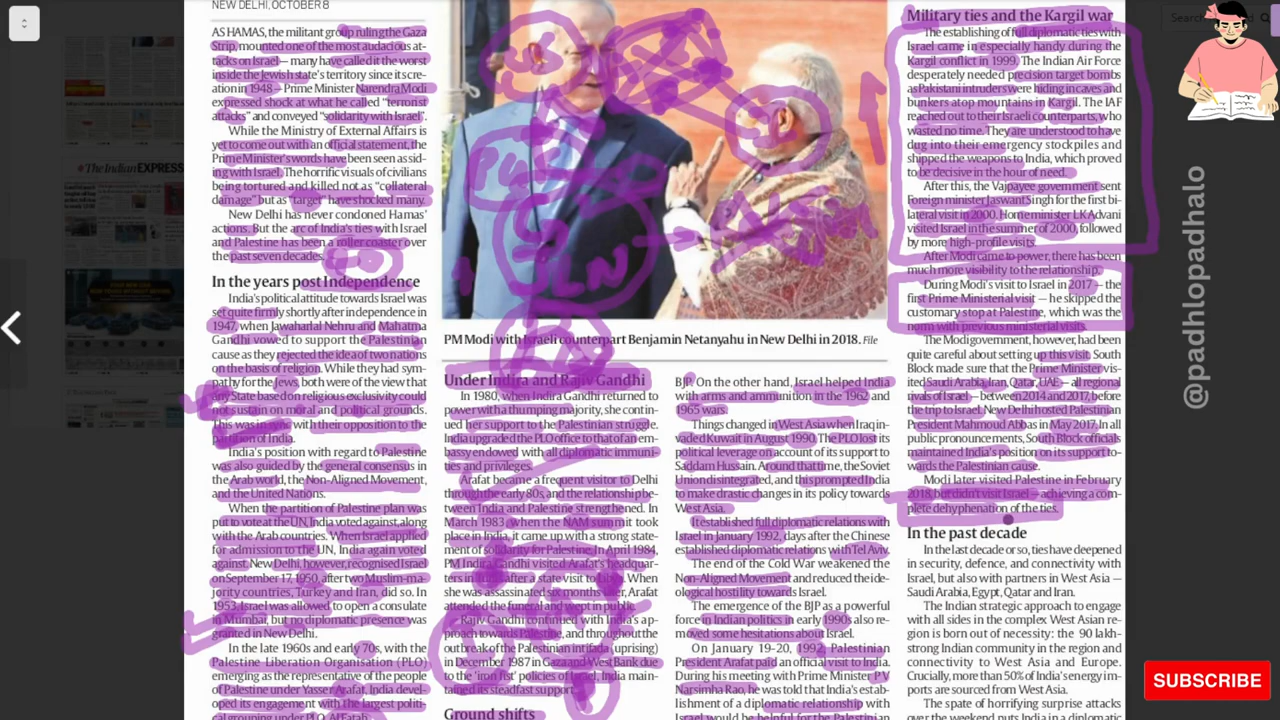 NEW DELHI, OCTOBER 8
AS HAMAS, the militant group ruling the Gaza
Strip, mounted one of the most audacious at-
tacks on Israel — many have called it the worst
inside the Jewish state's territory since its cre-
ation in 1948 — Prime Minister Narendra Modi
expressed shock at what he called "terrorist
attacks" and conveyed "solidarity with Israel".
While the Ministry of External Affairs is
yet to come out with an official statement, the
Prime Minister's words have been seen as sid-
ing with Israel. The horrific visuals of civilians
being tortured and killed not as "collateral
damage" but as "target" have shocked many.
New Delhi has never condoned Hamas'
actions. But the arc of India's ties with Israel
and Palestine has been a roller coaster over
the past seven decades.
In the years post Independence
India's political attitude towards Israel was
set quite firmly shortly after independence in
1947, when Jawaharlal Nehru and Mahatma
Gandhi vowed to support the Palestinian
cause as they rejected the idea of two nations
on the basis of religion. While they had sym-
pathy for the Jews, both were of the view that
any State based on religious exclusivity could
not sustain on moral and political grounds.
This was in sync with their opposition to the
partition of India.
India's position with regard to Palestine
was also guided by the general consensus in
the Arab world, the Non-Aligned Movement,
and the United Nations.
When the partition of Palestine plan was
put to vote at the UN, India voted against, along
with the Arab countries. When Israel applied
for admission to the UN, India again voted
against. New Delhi, however, recognised Israel
on September 17, 1950, after two Muslim-ma-
jority countries, Turkey and Iran, did so. In
1953, Israel was allowed to open a consulate
in Mumbai, but no diplomatic presence was
granted in New Delhi.
In the late 1960s and early 70s, with the
Palestine Liberation Organisation (PLO)
emerging as the representative of the people
of Palestine under Yasser Arafat, India devel-
oped its engagement with the largest politi-
cal grouping under PLO, Al Fatah.
PM Modi with Israeli counterpart Benjamin Netanyahu in New Delhi in 2018. File
Under Indira and Rajiv Gandhi
In 1980, when Indira Gandhi returned to
power with a thumping majority, she contin-
ued her support to the Palestinian struggle.
India upgraded the PLO office to that of an em-
bassy endowed with all diplomatic immuni-
ties and privileges.
Arafat became a frequent visitor to Delhi
through the early 80s, and the relationship be-
tween India and Palestine strengthened. In
March 1983, when the NAM summit took
place in India, it came up with a strong state-
ment of solidarity for Palestine. In April 1984,
PM Indira Gandhi visited Arafat's headquar-
ters in Tunis after a state visit to Libya. When
she was assassinated six months later, Arafat
attended the funeral and wept in public.
Rajiv Gandhi continued with India's ap-
proach towards Palestine, and throughout the
outbreak of the Palestinian intifada (uprising)
in December 1987 in Gaza and West Bank due
to the 'iron fist' policies of Israel, India main-
tained its steadfast support.
Ground shifts
BJP. On the other hand, Israel helped India
with arms and ammunition in the 1962 and
1965 wars.
Things changed in West Asia when Iraq in-
vaded Kuwait in August 1990. The PLO lost its
political leverage on account of its support to
Saddam Hussain. Around that time, the Soviet
Union disintegrated, and this prompted India
to make drastic changes in its policy towards
West Asia.
It established full diplomatic relations with
Israel in January 1992, days after the Chinese
established diplomatic relations with Tel Aviv.
The end of the Cold War weakened the
Non-Aligned Movement and reduced the ide-
ological hostility towards Israel.
The emergence of the BJP as a powerful
force in Indian politics in early 1990s also re-
moved some hesitations about Israel.
On January 19-20, 1992, Palestinian
President Arafat paid an official visit to India.
During his meeting with Prime Minister P V
Narsimha Rao, he was told that India's estab-
lishment of diplomatic relations with
Israel would be helpful for the Palestinian
Military ties and the Kargil war
The establishing of full diplomatic ties with
Israel came in especially handy during the
Kargil conflict in 1999. The Indian Air Force
desperately needed precision target bombs
as Pakistani intruders were hiding in caves and
bunkers atop mountains in Kargil. The IAF
reached out to their Israeli counterparts, who
wasted no time. They are understood to have
dug into their emergency stockpiles and
shipped the weapons to India, which proved
to be decisive in the hour of need.
After this, the Vajpayee government sent
Foreign minister Jaswant Singh for the first bi-
lateral visit in 2000. Home minister L K Advani
visited Israel in the summer of 2000, followed
by more high-profile visits.
After Modi came to power, there has been
much more visibility to the relationship.
During Modi's visit to Israel in 2017 — the
first Prime Ministerial visit — he skipped the
customary stop at Palestine, which was the
norm with previous ministerial visits.
The Modi government, however, had been
quite careful about setting up this visit. South
Block made sure that the Prime Minister vis-
ited Saudi Arabia, Iran, Qatar, UAE — all regional
rivals of Israel — between 2014 and 2017, before
the trip to Israel. New Delhi hosted Palestinian
President Mahmoud Abbas in May 2017. In all
public pronouncements, South Block officials
maintained India's position on its support to-
wards the Palestinian cause.
Modi later visited Palestine in February
2018, but didn't visit Israel — achieving a com-
plete dehyphenation of the ties.
In the past decade
In the last decade or so, ties have deepened
in security, defence, and connectivity with
Israel, but also with partners in West Asia —
Saudi Arabia, Egypt, Qatar and Iran.
The Indian strategic approach to engage
with all sides in the complex West Asian re-
gion is born out of necessity: the 90 lakh-
strong Indian community in the region and
connectivity to West Asia and Europe.
Crucially, more than 50% of India's energy im-
ports are sourced from West Asia.
The spate of horrifying surprise attacks
over the weekend puts India in a diplomatic
The Indian EXPRESS
@padhlopadhalo
SUBSCRIBE